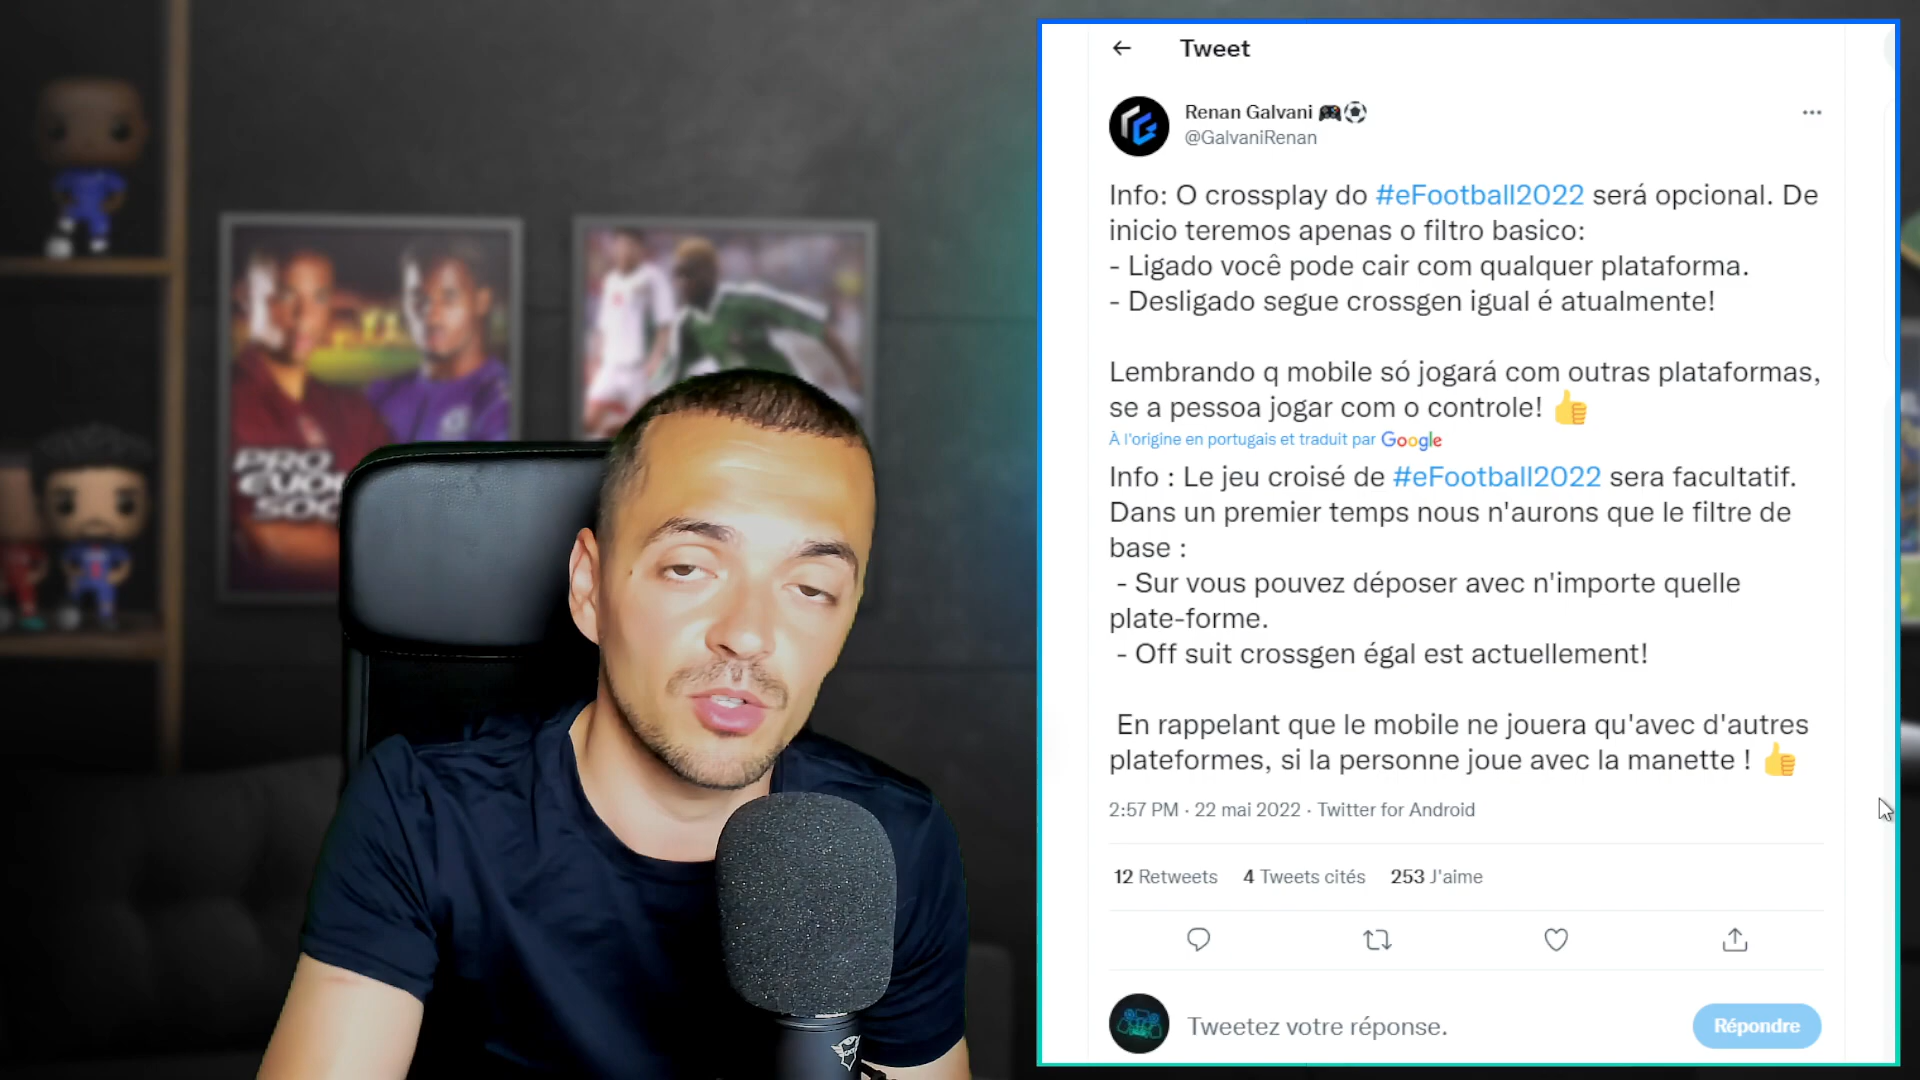 Tweet
Renan Galvani 🎮⚽
@GalvaniRenan
Info: O crossplay do #eFootball2022 será opcional. De
inicio teremos apenas o filtro basico:
- Ligado você pode cair com qualquer plataforma.
- Desligado segue crossgen igual é atualmente!
Lembrando q mobile só jogará com outras plataformas,
se a pessoa jogar com o controle! 👍
À l'origine en portugais et traduit par Google
Info : Le jeu croisé de #eFootball2022 sera facultatif.
Dans un premier temps nous n'aurons que le filtre de
base :
- Sur vous pouvez déposer avec n'importe quelle
plate-forme.
- Off suit crossgen égal est actuellement!
En rappelant que le mobile ne jouera qu'avec d'autres
plateformes, si la personne joue avec la manette ! 👍
2:57 PM · 22 mai 2022 · Twitter for Android
12 Retweets 4 Tweets cités 253 J'aime
Tweetez votre réponse.
Répondre
PRO